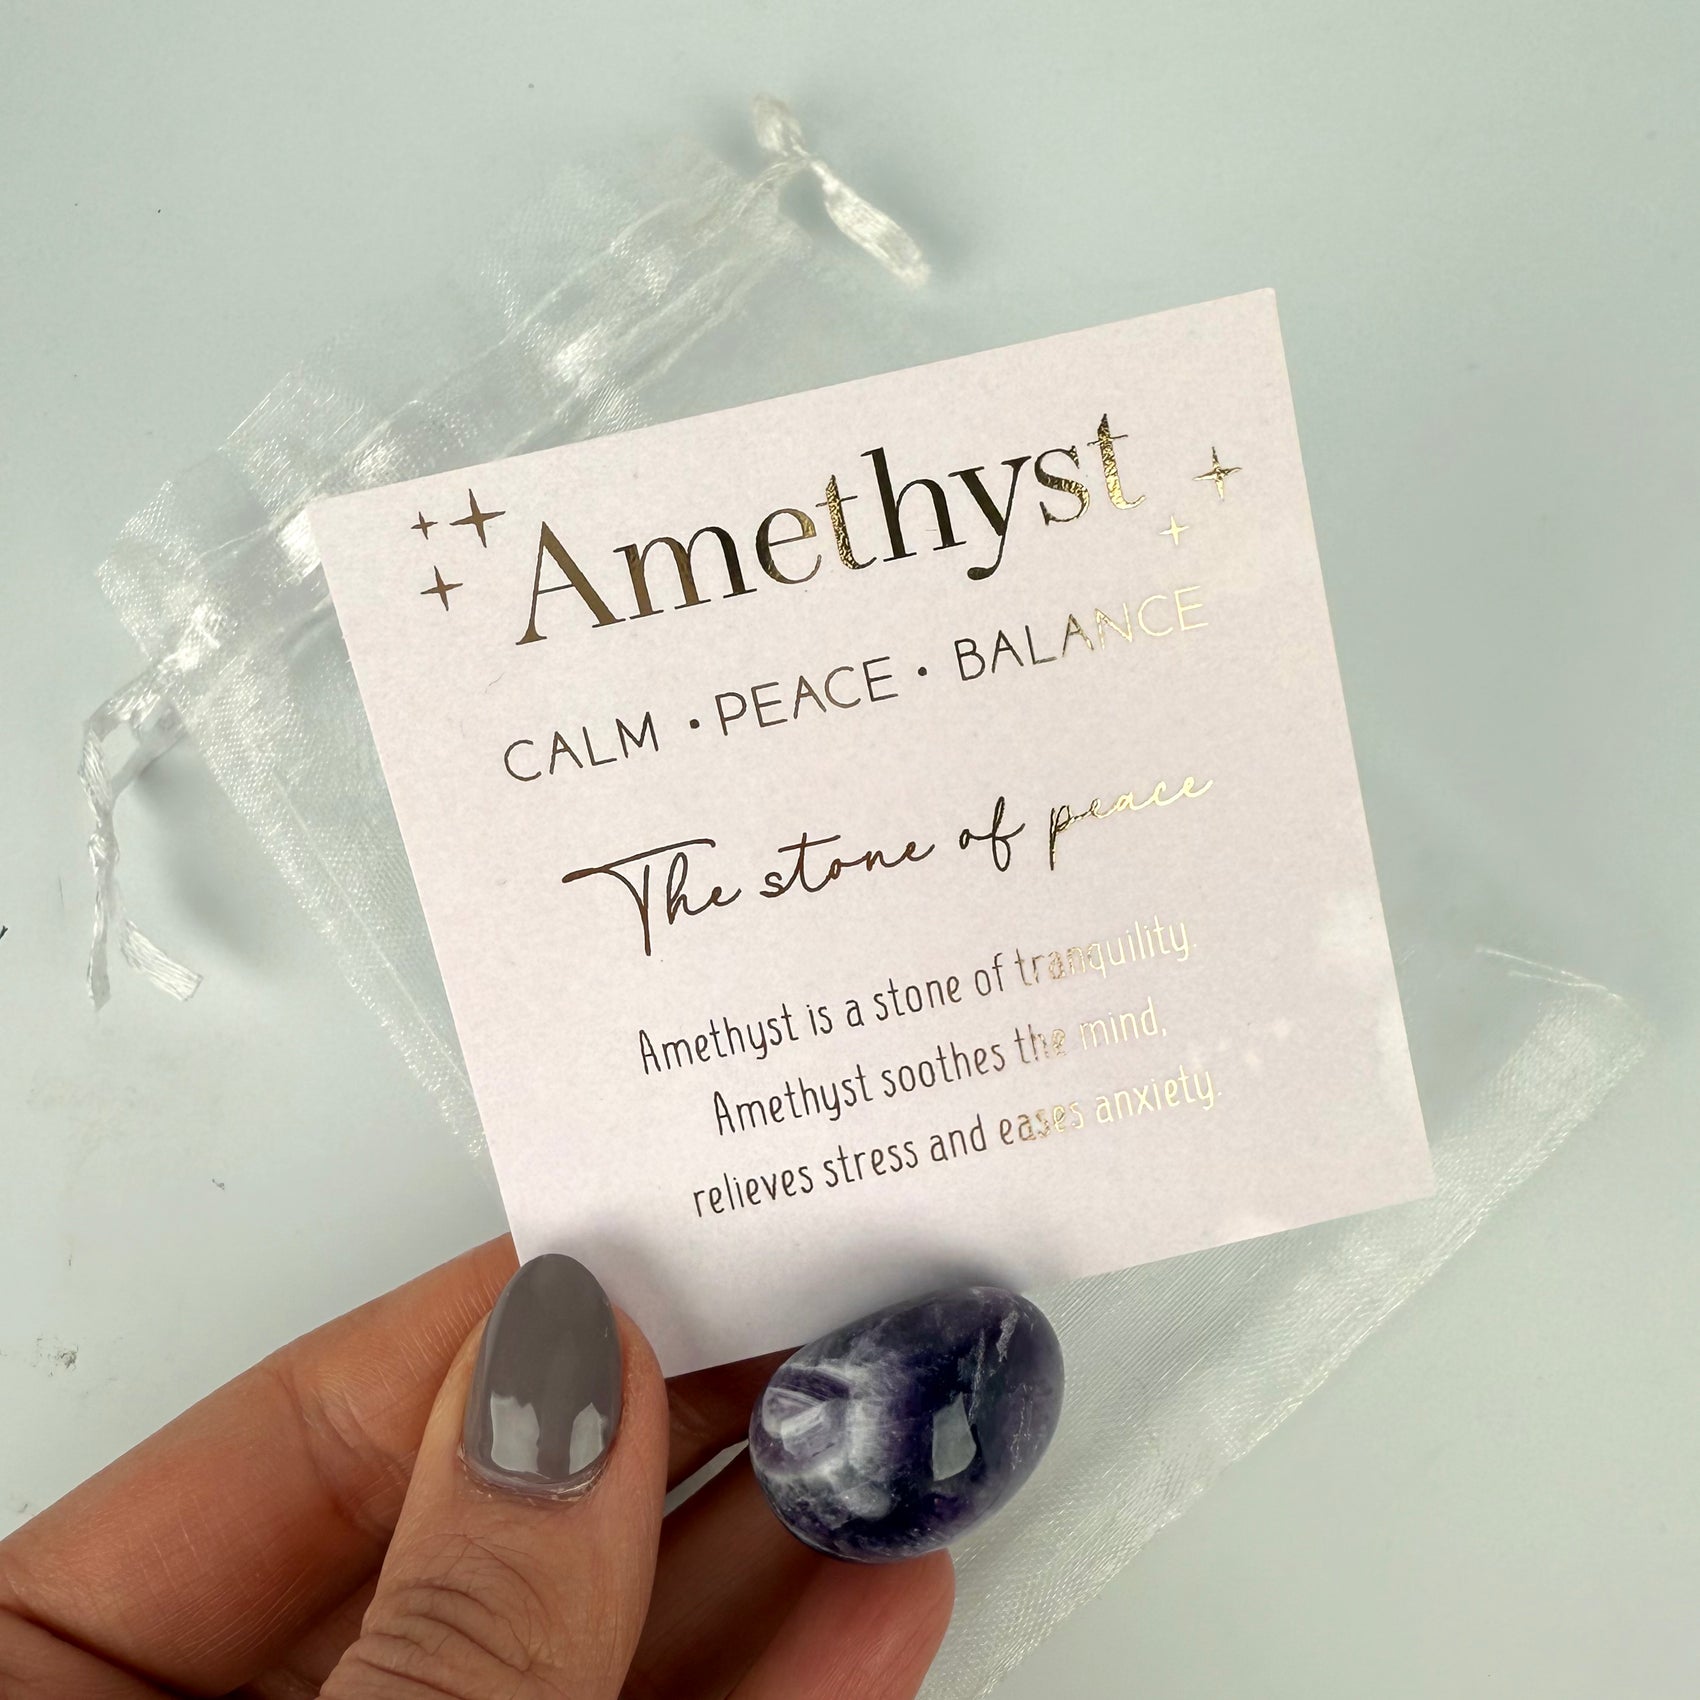 Amethyst
CALM • PEACE • BALANCE
The stone of peace
Amethyst is a stone of tranquility.
Amethyst soothes the mind,
relieves stress and eases anxiety.